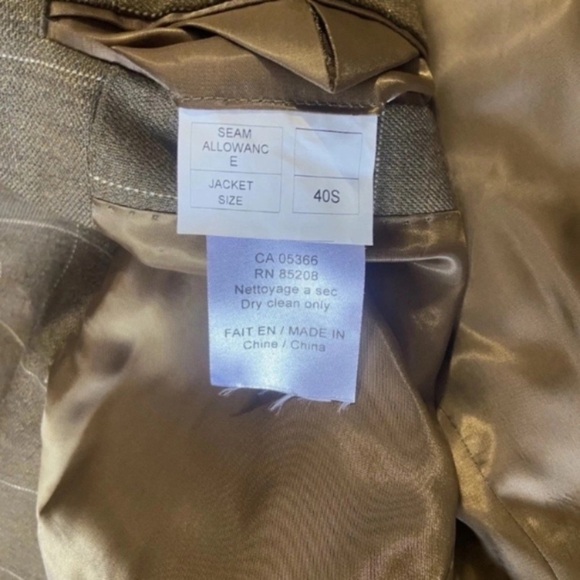 SEAM
ALLOWANC
E
JACKET
SIZE
40S
CA 05366
RN 85208
Nettoyage a sec
Dry clean only
FAIT EN / MADE IN
Chine / China